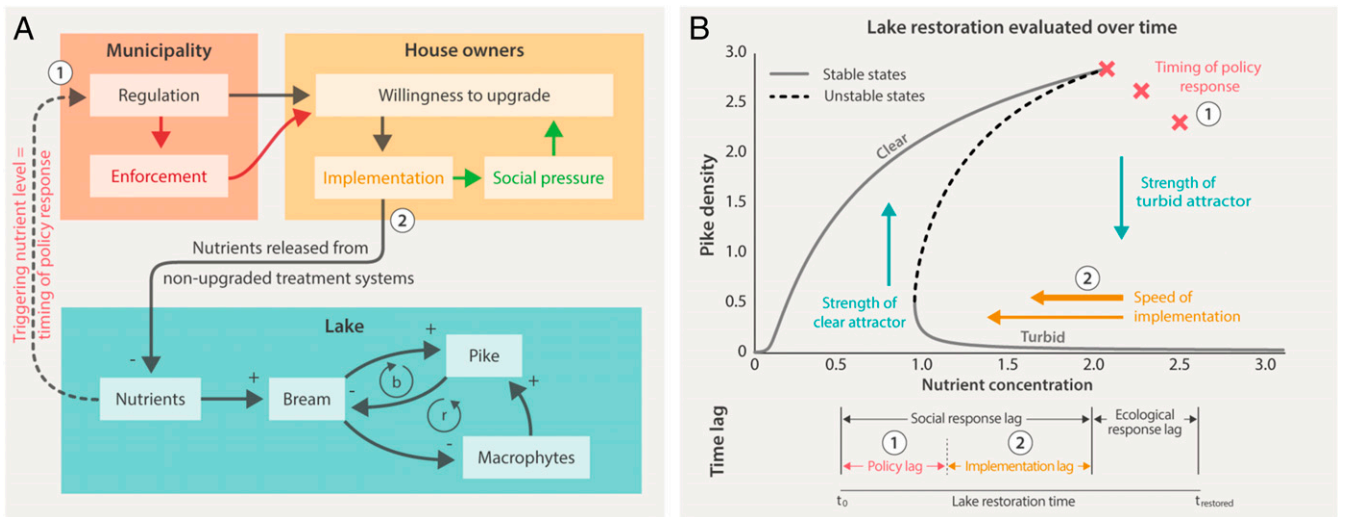 A
Municipality
House owners
1
Regulation
Willingness to upgrade
Enforcement
Implementation
Social pressure
2
Triggering nutrient level =
timing of policy response
Nutrients released from
non-upgraded treatment systems
Lake
+
Pike
-
+
b
-
+
Nutrients
Bream
r
-
Macrophytes
B
Lake restoration evaluated over time
3.0
2.5
2.0
1.5
1.0
0.5
0
Pike density
Stable states
Unstable states
Timing of policy
response
1
Clear
Strength of
turbid attractor
Strength of
clear attractor
2
Speed of
implementation
Turbid
0.0
0.5
1.0
1.5
2.0
2.5
3.0
Nutrient concentration
Time lag
Social response lag
Ecological
response lag
1
2
Policy lag
Implementation lag
t0
Lake restoration time
trestored